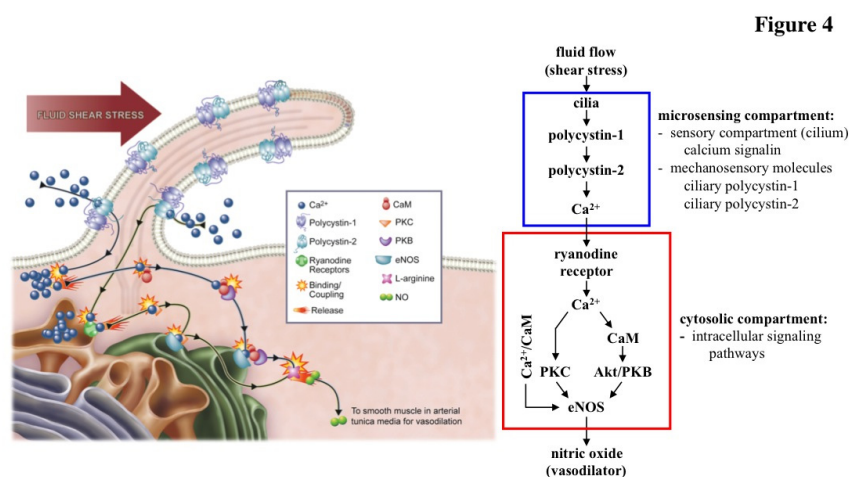 Figure 4
FLUID SHEAR STRESS
Ca²⁺
Polycystin-1
Polycystin-2
Ryanodine
Receptors
Binding/
Coupling
Release
CaM
PKC
PKB
eNOS
L-arginine
NO
To smooth muscle in arterial
tunica media for vasodilation
fluid flow
(shear stress)
cilia
polycystin-1
polycystin-2
Ca²⁺
ryanodine
receptor
Ca²⁺
Ca²⁺/CaM
CaM
PKC
Akt/PKB
eNOS
nitric oxide
(vasodilator)
microsensing compartment:
- sensory compartment (cilium)
calcium signalin
- mechanosensory molecules
ciliary polycystin-1
ciliary polycystin-2
cytosolic compartment:
- intracellular signaling
pathways